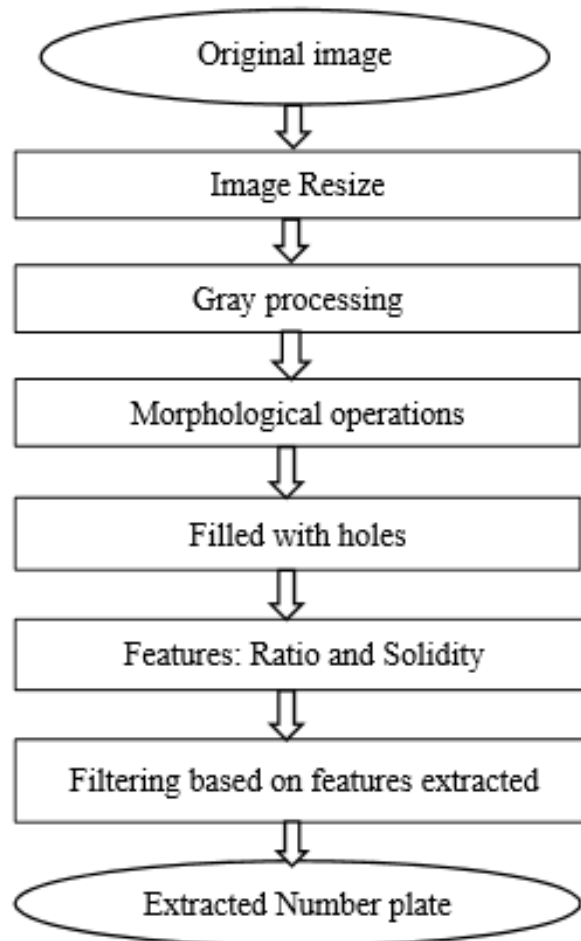 Original image
Image Resize
Gray processing
Morphological operations
Filled with holes
Features: Ratio and Solidity
Filtering based on features extracted
Extracted Number plate